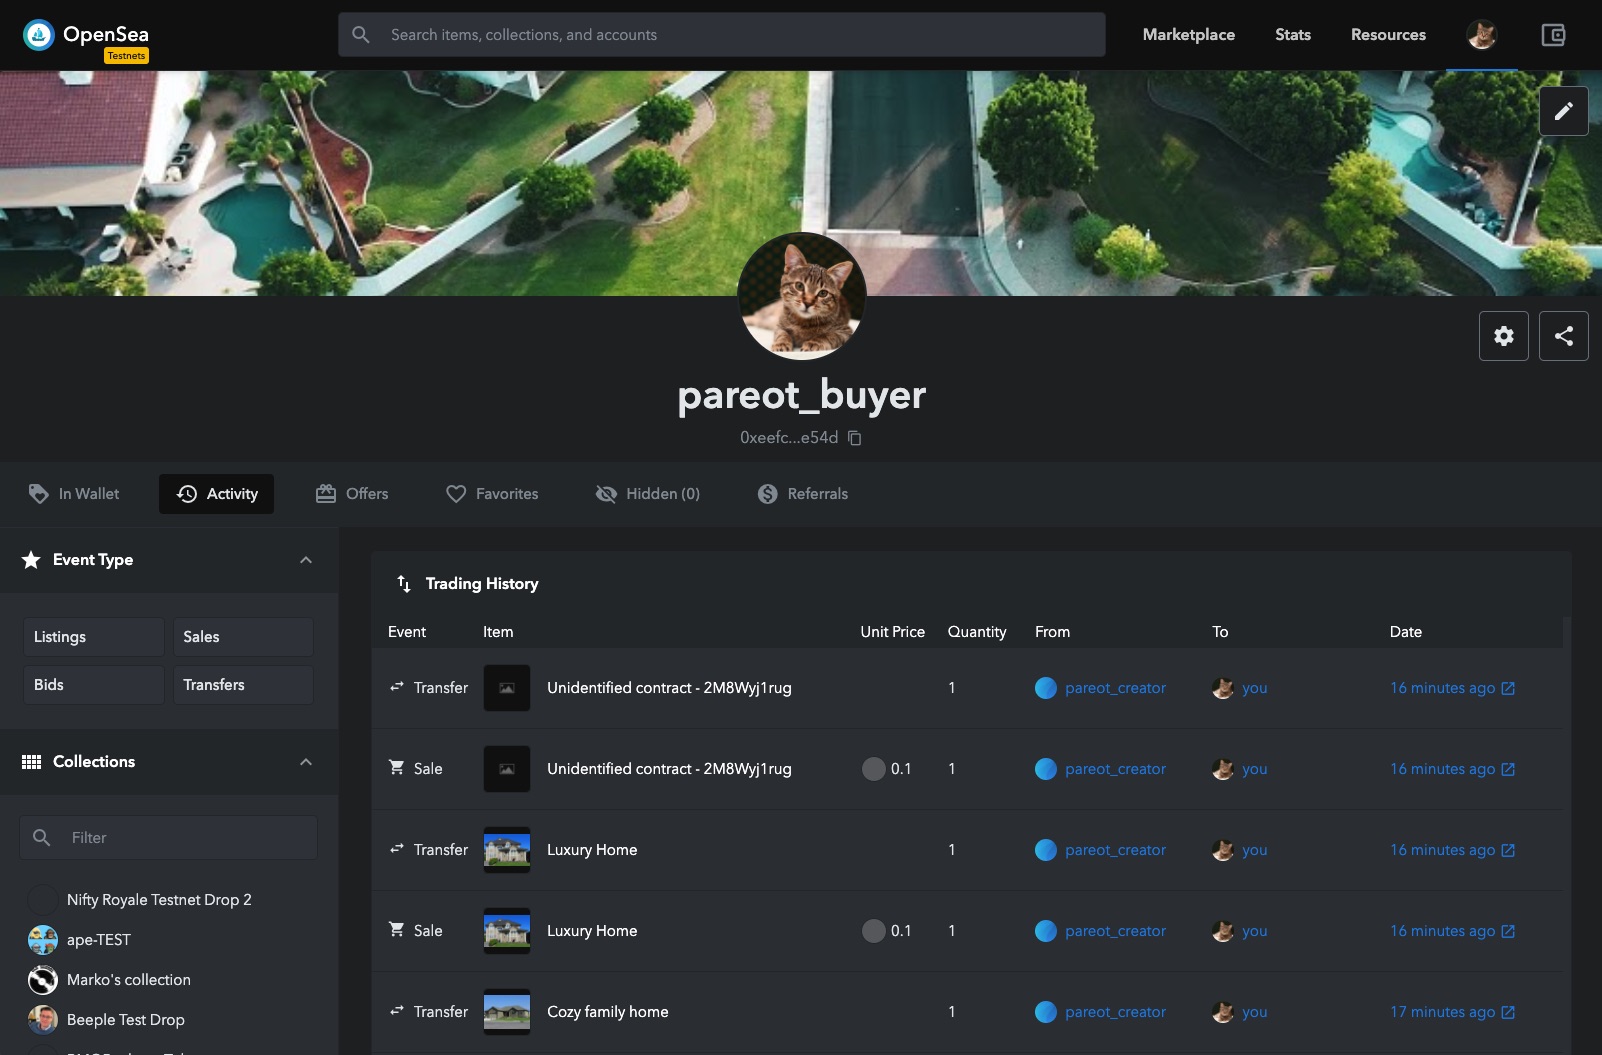 OpenSea
Testnets
Search items, collections, and accounts
Marketplace
Stats
Resources
pareot_buyer
0xeefc...e54d
In Wallet
Activity
Offers
Favorites
Hidden (0)
Referrals
Event Type
Listings
Sales
Bids
Transfers
Collections
Filter
Nifty Royale Testnet Drop 2
ape-TEST
Marko's collection
Beeple Test Drop
Trading History
Event Item Unit Price Quantity From To Date
Transfer Unidentified contract - 2M8Wyj1rug 1 pareot_creator you 16 minutes ago
Sale Unidentified contract - 2M8Wyj1rug 0.1 1 pareot_creator you 16 minutes ago
Transfer Luxury Home 1 pareot_creator you 16 minutes ago
Sale Luxury Home 0.1 1 pareot_creator you 16 minutes ago
Transfer Cozy family home 1 pareot_creator you 17 minutes ago